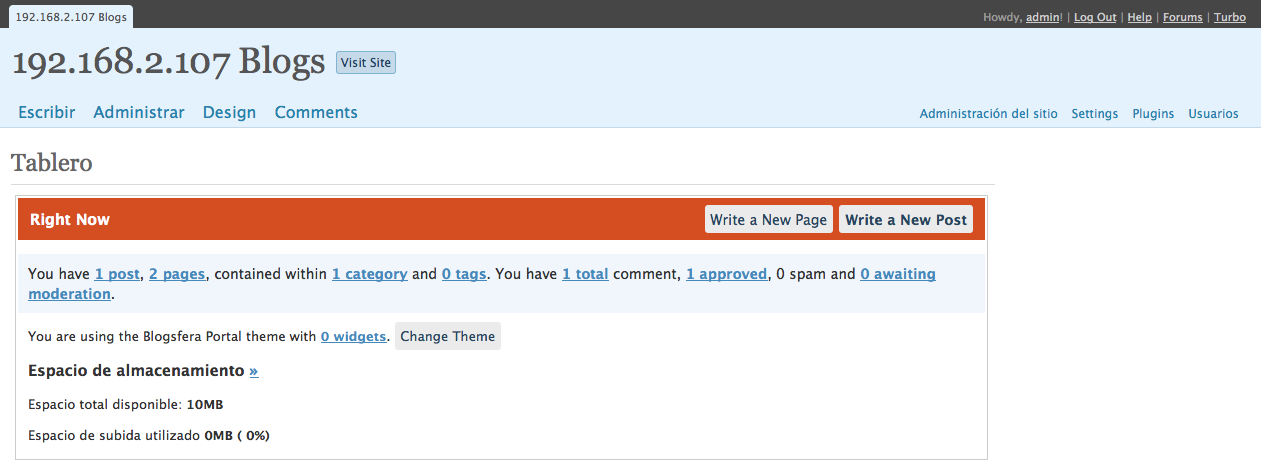 192.168.2.107 Blogs
Howdy, admin! | Log Out | Help | Forums | Turbo
192.168.2.107 Blogs Visit Site
Escribir Administrar Design Comments
Administración del sitio Settings Plugins Usuarios
Tablero
Right Now Write a New Page Write a New Post
You have 1 post, 2 pages, contained within 1 category and 0 tags. You have 1 total comment, 1 approved, 0 spam and 0 awaiting
moderation.
You are using the Blogsfera Portal theme with 0 widgets. Change Theme
Espacio de almacenamiento »
Espacio total disponible: 10MB
Espacio de subida utilizado 0MB ( 0%)